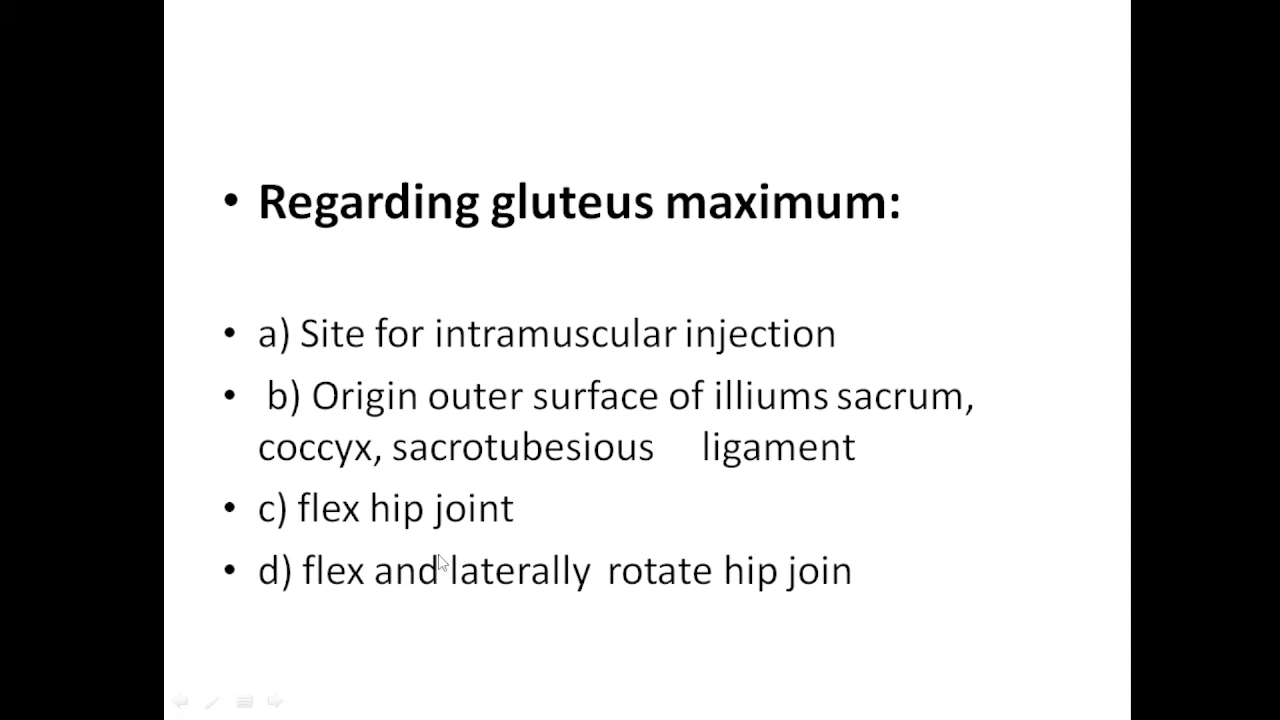 • Regarding gluteus maximum:
• a) Site for intramuscular injection
• b) Origin outer surface of illiums sacrum,
coccyx, sacrotubesious ligament
• c) flex hip joint
• d) flex and laterally rotate hip join